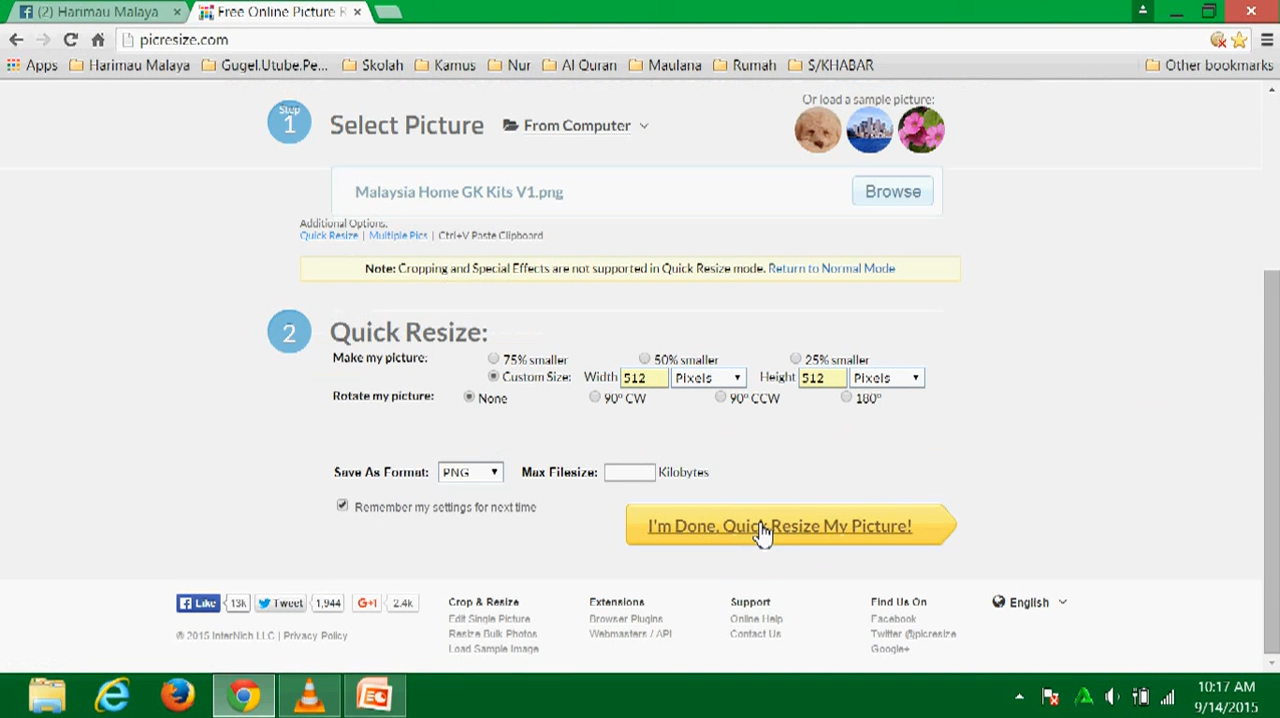 (2) Harimau Malaya
Free Online Picture R
picresize.com
Apps Harimau Malaya Gugel.Utube.Pe... Skolah Kamus Nur Al Quran Maulana Rumah S/KHABAR Other bookmarks
Or load a sample picture:
Step
1
Select Picture From Computer
Malaysia Home GK Kits V1.png Browse
Additional Options:
Quick Resize | Multiple Pics | Ctrl+V Paste Clipboard
Note: Cropping and Special Effects are not supported in Quick Resize mode. Return to Normal Mode
2 Quick Resize:
Make my picture: 75% smaller 50% smaller 25% smaller
Custom Size: Width 512 Pixels Height 512 Pixels
Rotate my picture: None 90º CW 90º CCW 180º
Save As Format: PNG Max Filesize: Kilobytes
Remember my settings for next time
I'm Done, Quick Resize My Picture!
Like 13k Tweet 1,944 G+1 2.4k
Crop & Resize Extensions Support Find Us On English
Edit Single Picture Browser Plugins Online Help Facebook
© 2015 InterNich LLC | Privacy Policy Resize Bulk Photos Webmasters / API Contact Us Twitter @picresize
Load Sample Image Google+
10:17 AM
9/14/2015